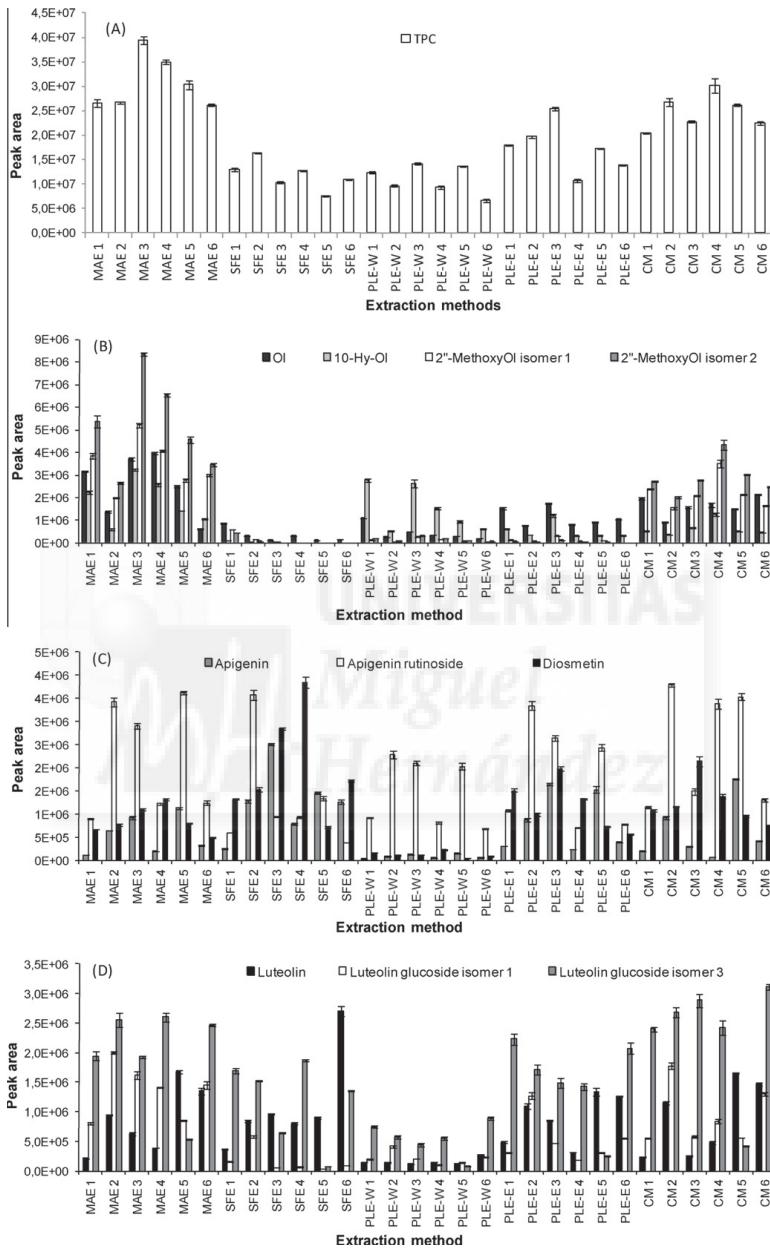 (A)
TPC
Peak area
4,5E+07
4,0E+07
3,5E+07
3,0E+07
2,5E+07
2,0E+07
1,5E+07
1,0E+07
5,0E+06
0,0E+00
MAE 1 MAE 2 MAE 3 MAE 4 MAE 5 MAE 6 SFE 1 SFE 2 SFE 3 SFE 4 SFE 5 SFE 6 PLE-W 1 PLE-W 2 PLE-W 3 PLE-W 4 PLE-W 5 PLE-W 6 PLE-E 1 PLE-E 2 PLE-E 3 PLE-E 4 PLE-E 5 PLE-E 6 CM 1 CM 2 CM 3 CM 4 CM 5 CM 6
Extraction methods
(B)
Ol 10-Hy-Ol 2"-MethoxyOl isomer 1 2"-MethoxyOl isomer 2
Peak area
9E+06
8E+06
7E+06
6E+06
5E+06
4E+06
3E+06
2E+06
1E+06
0E+00
MAE 1 MAE 2 MAE 3 MAE 4 MAE 5 MAE 6 SFE 1 SFE 2 SFE 3 SFE 4 SFE 5 SFE 6 PLE-W 1 PLE-W 2 PLE-W 3 PLE-W 4 PLE-W 5 PLE-W 6 PLE-E 1 PLE-E 2 PLE-E 3 PLE-E 4 PLE-E 5 PLE-E 6 CM 1 CM 2 CM 3 CM 4 CM 5 CM 6
Extraction method
UNIVERSITAS
Miguel
Hernández
(C)
Apigenin Apigenin rutinoside Diosmetin
Peak area
5E+06
4E+06
4E+06
3E+06
3E+06
2E+06
2E+06
1E+06
5E+05
0E+00
MAE 1 MAE 2 MAE 3 MAE 4 MAE 5 MAE 6 SFE 1 SFE 2 SFE 3 SFE 4 SFE 5 SFE 6 PLE-W 1 PLE-W 2 PLE-W 3 PLE-W 4 PLE-W 5 PLE-W 6 PLE-E 1 PLE-E 2 PLE-E 3 PLE-E 4 PLE-E 5 PLE-E 6 CM 1 CM 2 CM 3 CM 4 CM 5 CM 6
Extraction method
(D)
Luteolin Luteolin glucoside isomer 1 Luteolin glucoside isomer 3
Peak area
3,5E+06
3,0E+06
2,5E+06
2,0E+06
1,5E+06
1,0E+06
5,0E+05
0,0E+00
MAE 1 MAE 2 MAE 3 MAE 4 MAE 5 MAE 6 SFE 1 SFE 2 SFE 3 SFE 4 SFE 5 SFE 6 PLE-W 1 PLE-W 2 PLE-W 3 PLE-W 4 PLE-W 5 PLE-W 6 PLE-E 1 PLE-E 2 PLE-E 3 PLE-E 4 PLE-E 5 PLE-E 6 CM 1 CM 2 CM 3 CM 4 CM 5 CM 6
Extraction method